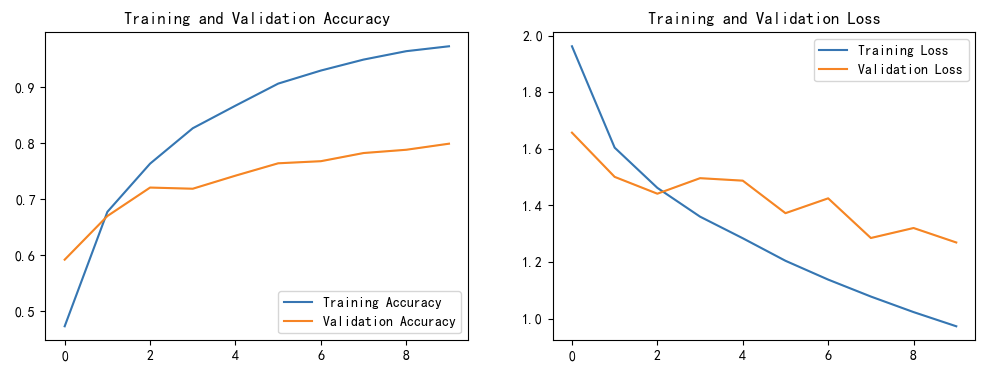 Training and Validation Accuracy
0.9
0.8
0.7
0.6
0.5
0 2 4 6 8
Training Accuracy
Validation Accuracy
Training and Validation Loss
2.0
1.8
1.6
1.4
1.2
1.0
0 2 4 6 8
Training Loss
Validation Loss